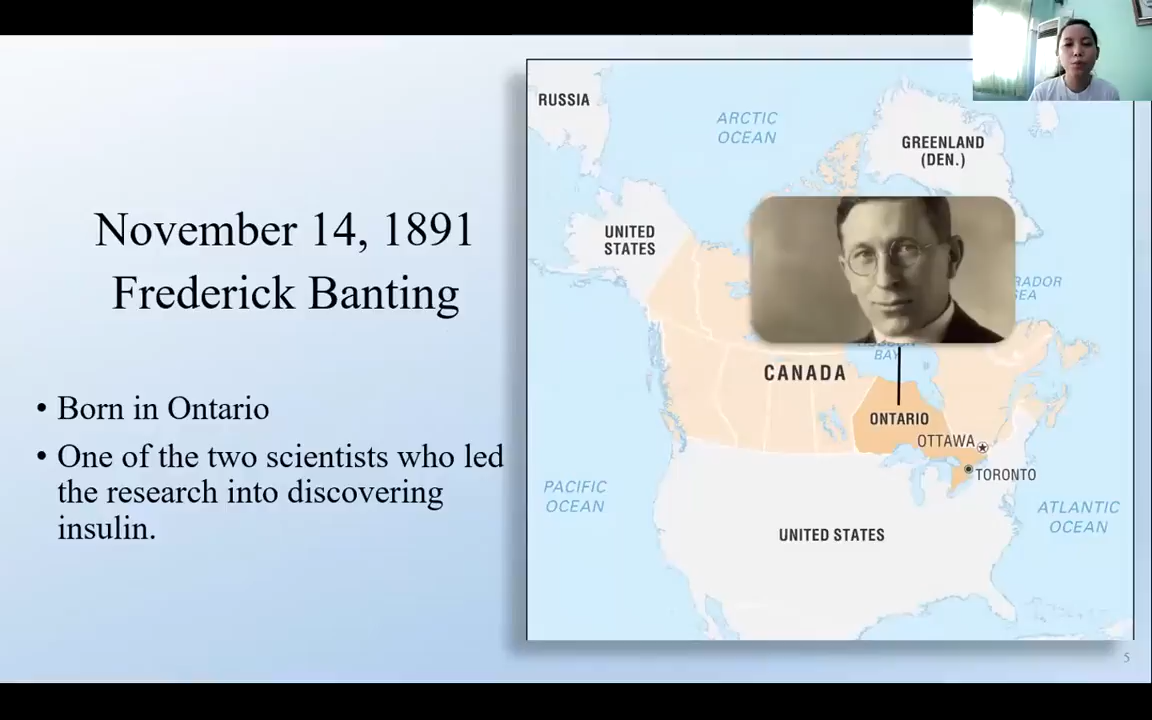 November 14, 1891
Frederick Banting
• Born in Ontario
• One of the two scientists who led
the research into discovering
insulin.
RUSSIA
ARCTIC
OCEAN
GREENLAND
(DEN.)
UNITED
STATES
SEA
BAY
CANADA
ONTARIO
OTTAWA
TORONTO
PACIFIC
OCEAN
ATLANTIC
OCEAN
UNITED STATES
5